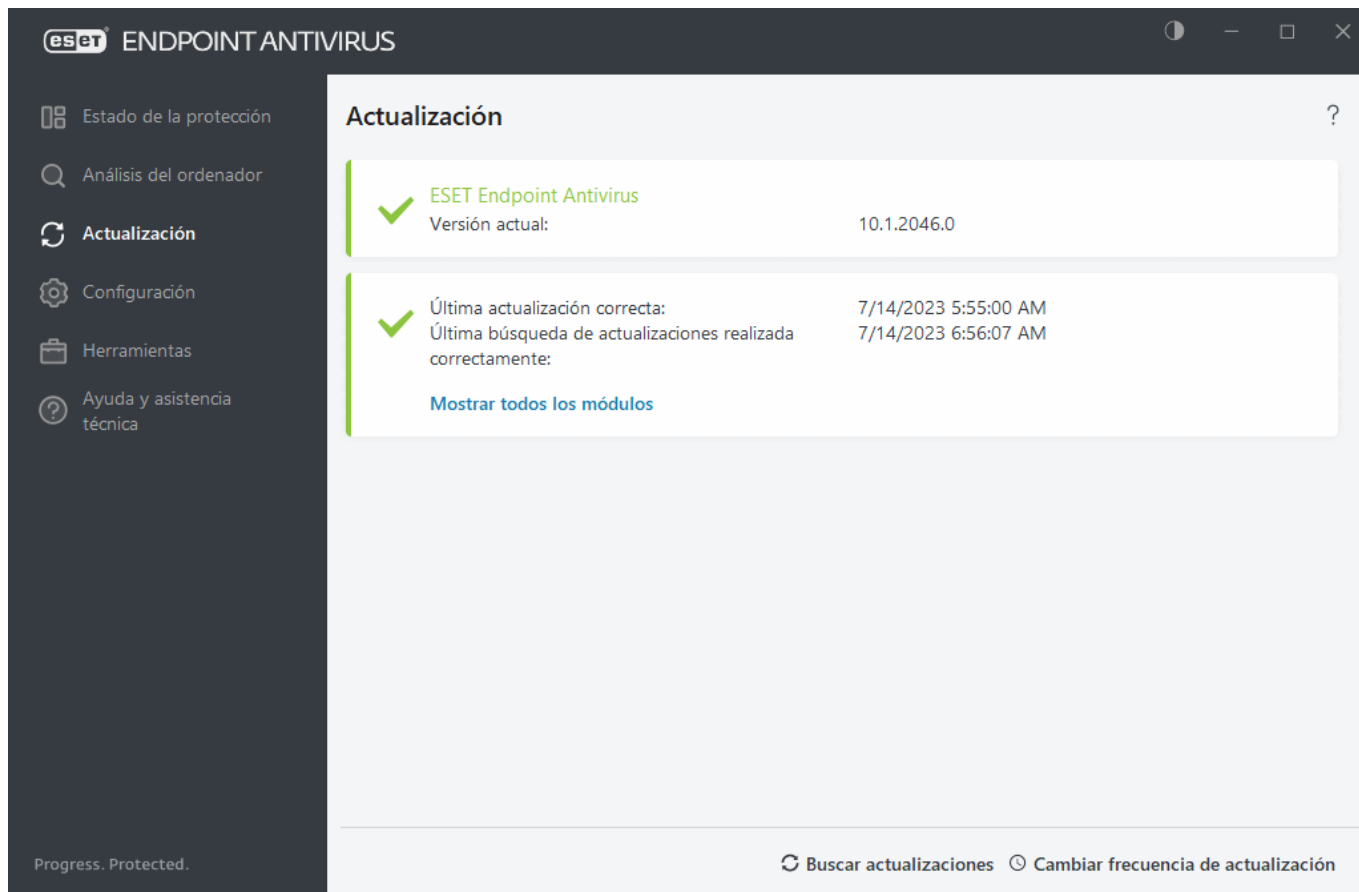 eset ENDPOINT ANTIVIRUS
Estado de la protección
Análisis del ordenador
Actualización
Configuración
Herramientas
Ayuda y asistencia
técnica
Progress. Protected.
Actualización
?
ESET Endpoint Antivirus
Versión actual: 10.1.2046.0
Última actualización correcta: 7/14/2023 5:55:00 AM
Última búsqueda de actualizaciones realizada 7/14/2023 6:56:07 AM
correctamente:
Mostrar todos los módulos
Buscar actualizaciones Cambiar frecuencia de actualización